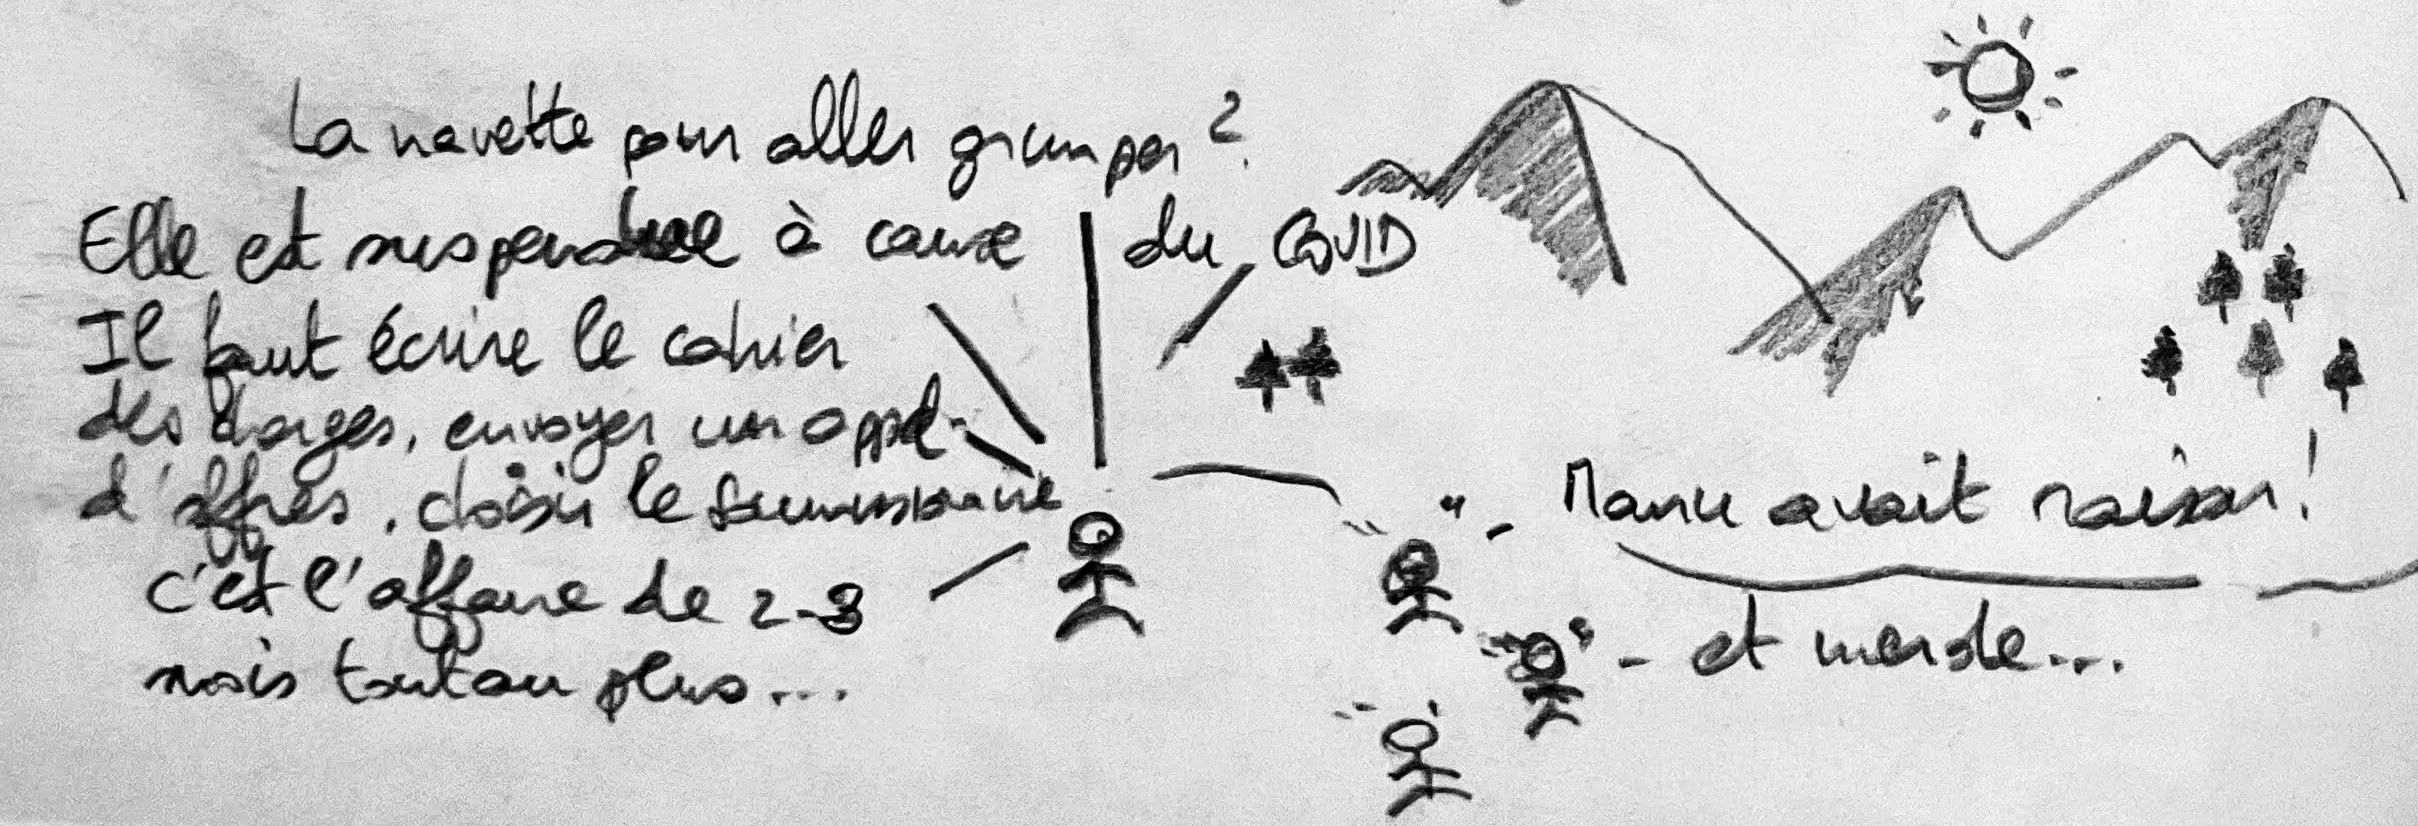 La navette pour aller grimper ?
Elle est suspendue à cause du COVID
Il faut écrire le cahier
des charges, envoyer un appel
d'offres, choisir le soumissionnaire
c'est l'affaire de 2-3
mois tout au plus...
- Manu avait raison !
- et merde...